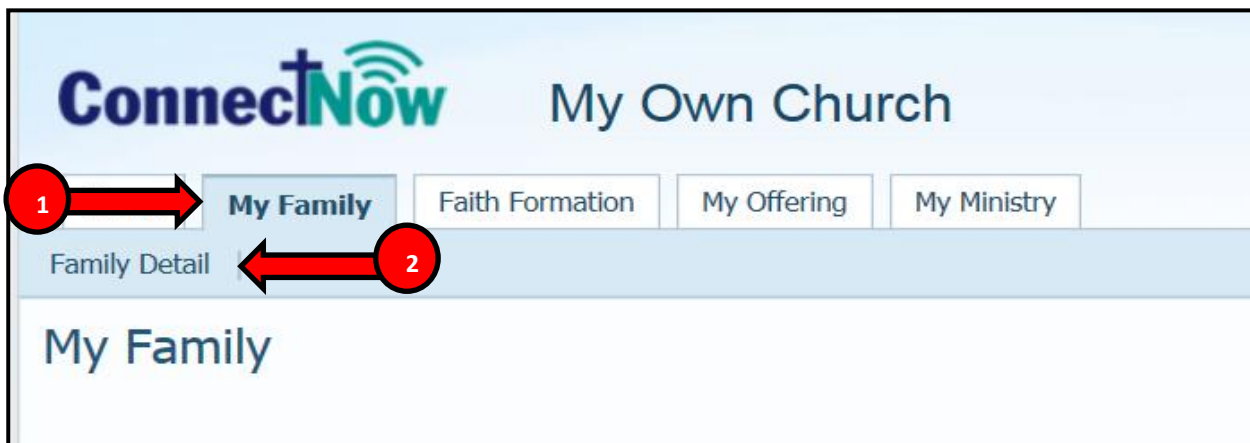 ConnectNow My Own Church
1 My Family Faith Formation My Offering My Ministry
Family Detail 2
My Family